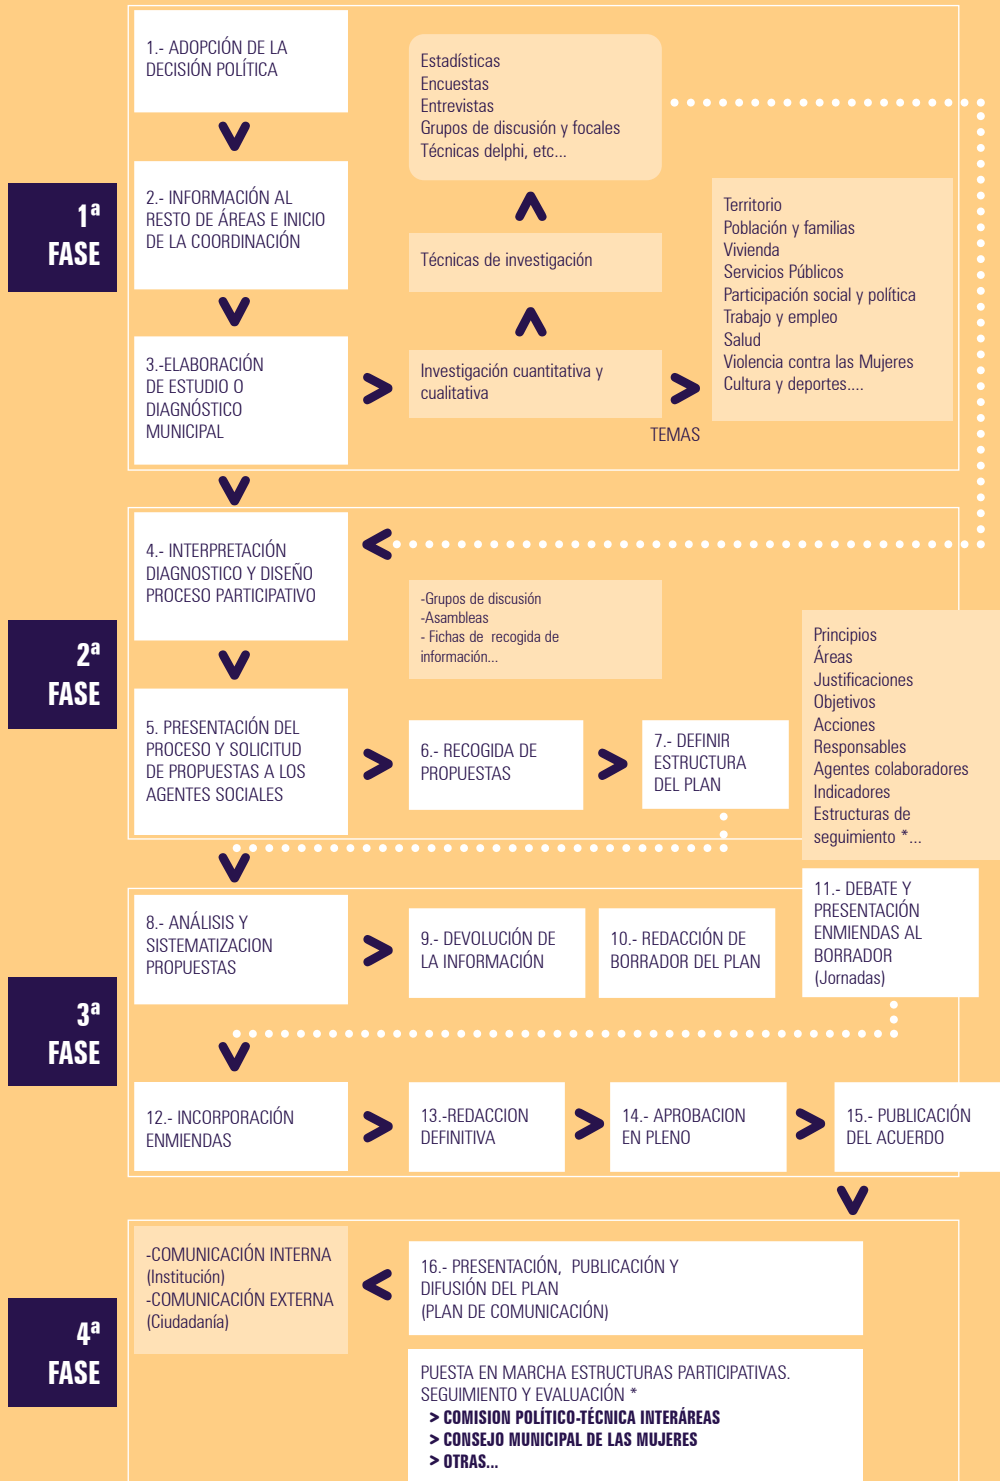 1ª
FASE
1.- ADOPCIÓN DE LA
DECISIÓN POLÍTICA
2.- INFORMACIÓN AL
RESTO DE ÁREAS E INICIO
DE LA COORDINACIÓN
3.-ELABORACIÓN
DE ESTUDIO O
DIAGNÓSTICO
MUNICIPAL
Estadísticas
Encuestas
Entrevistas
Grupos de discusión y focales
Técnicas delphi, etc...
Técnicas de investigación
Investigación cuantitativa y
cualitativa
TEMAS
Territorio
Población y familias
Vivienda
Servicios Públicos
Participación social y política
Trabajo y empleo
Salud
Violencia contra las Mujeres
Cultura y deportes....
2ª
FASE
4.- INTERPRETACIÓN
DIAGNOSTICO Y DISEÑO
PROCESO PARTICIPATIVO
-Grupos de discusión
-Asambleas
- Fichas de recogida de
información...
5. PRESENTACIÓN DEL
PROCESO Y SOLICITUD
DE PROPUESTAS A LOS
AGENTES SOCIALES
6.- RECOGIDA DE
PROPUESTAS
7.- DEFINIR
ESTRUCTURA
DEL PLAN
Principios
Áreas
Justificaciones
Objetivos
Acciones
Responsables
Agentes colaboradores
Indicadores
Estructuras de
seguimiento *...
3ª
FASE
8.- ANÁLISIS Y
SISTEMATIZACION
PROPUESTAS
9.- DEVOLUCIÓN DE
LA INFORMACIÓN
10.- REDACCIÓN DE
BORRADOR DEL PLAN
11.- DEBATE Y
PRESENTACIÓN
ENMIENDAS AL
BORRADOR
(Jornadas)
12.- INCORPORACIÓN
ENMIENDAS
13.-REDACCION
DEFINITIVA
14.- APROBACION
EN PLENO
15.- PUBLICACIÓN
DEL ACUERDO
4ª
FASE
-COMUNICACIÓN INTERNA
(Institución)
-COMUNICACIÓN EXTERNA
(Ciudadanía)
16.- PRESENTACIÓN, PUBLICACIÓN Y
DIFUSIÓN DEL PLAN
(PLAN DE COMUNICACIÓN)
PUESTA EN MARCHA ESTRUCTURAS PARTICIPATIVAS.
SEGUIMIENTO Y EVALUACIÓN *
> COMISION POLÍTICO-TÉCNICA INTERÁREAS
> CONSEJO MUNICIPAL DE LAS MUJERES
> OTRAS...